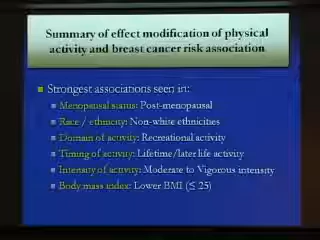 Summary of effect modification of physical
activity and breast cancer risk association
Strongest associations seen in:
Menopausal status: Post-menopausal
Race / ethnicity: Non-white ethnicities
Domain of activity: Recreational activity
Timing of activity: Lifetime/later life activity
Intensity of activity: Moderate to Vigorous intensity
Body mass index: Lower BMI (≤ 25)